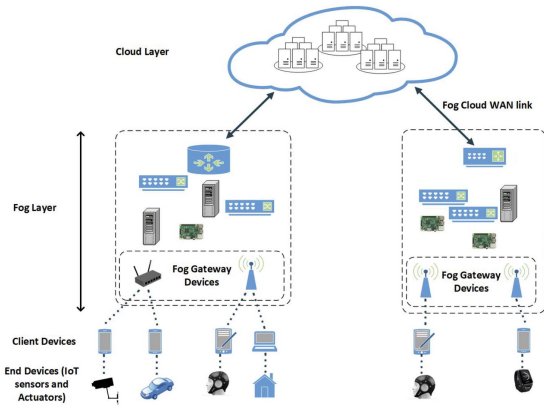 Cloud Layer
Fog Cloud WAN link
Fog Layer
Fog Gateway
Devices
Fog Gateway
Devices
Client Devices
End Devices (IoT
sensors and
Actuators)